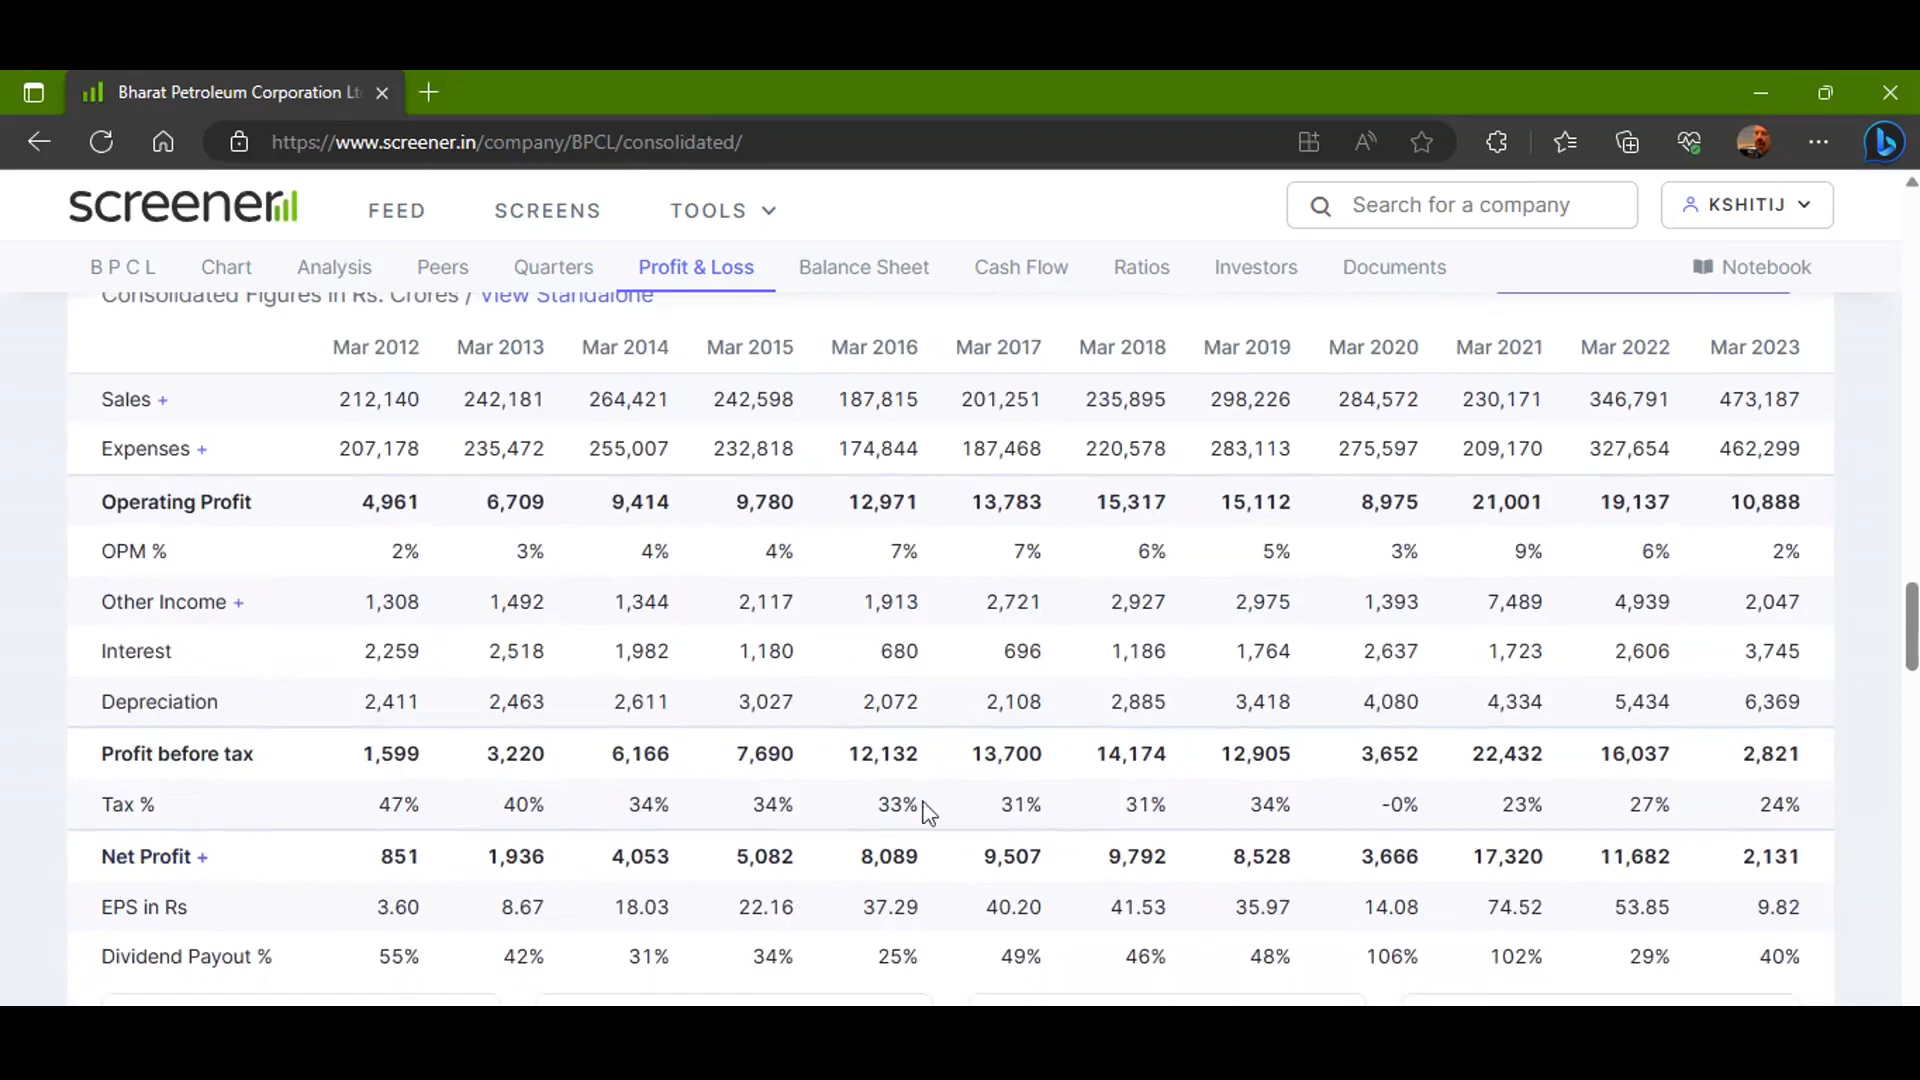 Bharat Petroleum Corporation Lt
https://www.screener.in/company/BPCL/consolidated/
screener
FEED SCREENS TOOLS
Search for a company
KSHITIJ
B P C L Chart Analysis Peers Quarters Profit & Loss Balance Sheet Cash Flow Ratios Investors Documents Notebook
Consolidated Figures in Rs. Crores / View Standalone
Mar 2012 Mar 2013 Mar 2014 Mar 2015 Mar 2016 Mar 2017 Mar 2018 Mar 2019 Mar 2020 Mar 2021 Mar 2022 Mar 2023
Sales + 212,140 242,181 264,421 242,598 187,815 201,251 235,895 298,226 284,572 230,171 346,791 473,187
Expenses + 207,178 235,472 255,007 232,818 174,844 187,468 220,578 283,113 275,597 209,170 327,654 462,299
Operating Profit 4,961 6,709 9,414 9,780 12,971 13,783 15,317 15,112 8,975 21,001 19,137 10,888
OPM % 2% 3% 4% 4% 7% 7% 6% 5% 3% 9% 6% 2%
Other Income + 1,308 1,492 1,344 2,117 1,913 2,721 2,927 2,975 1,393 7,489 4,939 2,047
Interest 2,259 2,518 1,982 1,180 680 696 1,186 1,764 2,637 1,723 2,606 3,745
Depreciation 2,411 2,463 2,611 3,027 2,072 2,108 2,885 3,418 4,080 4,334 5,434 6,369
Profit before tax 1,599 3,220 6,166 7,690 12,132 13,700 14,174 12,905 3,652 22,432 16,037 2,821
Tax % 47% 40% 34% 34% 33% 31% 31% 34% -0% 23% 27% 24%
Net Profit + 851 1,936 4,053 5,082 8,089 9,507 9,792 8,528 3,666 17,320 11,682 2,131
EPS in Rs 3.60 8.67 18.03 22.16 37.29 40.20 41.53 35.97 14.08 74.52 53.85 9.82
Dividend Payout % 55% 42% 31% 34% 25% 49% 46% 48% 106% 102% 29% 40%